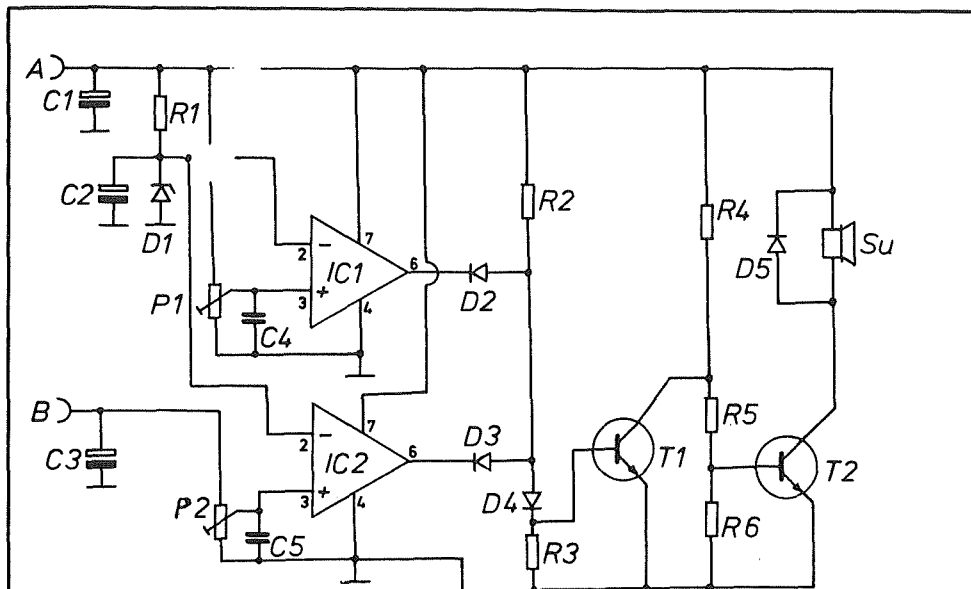 A
C1
R1
C2
D1
R2
R4
D5
Su
2
-
7
IC1
6
+
3
4
P1
C4
D2
B
C3
2
-
7
IC2
6
+
3
4
P2
C5
D3
D4
R3
T1
R5
R6
T2